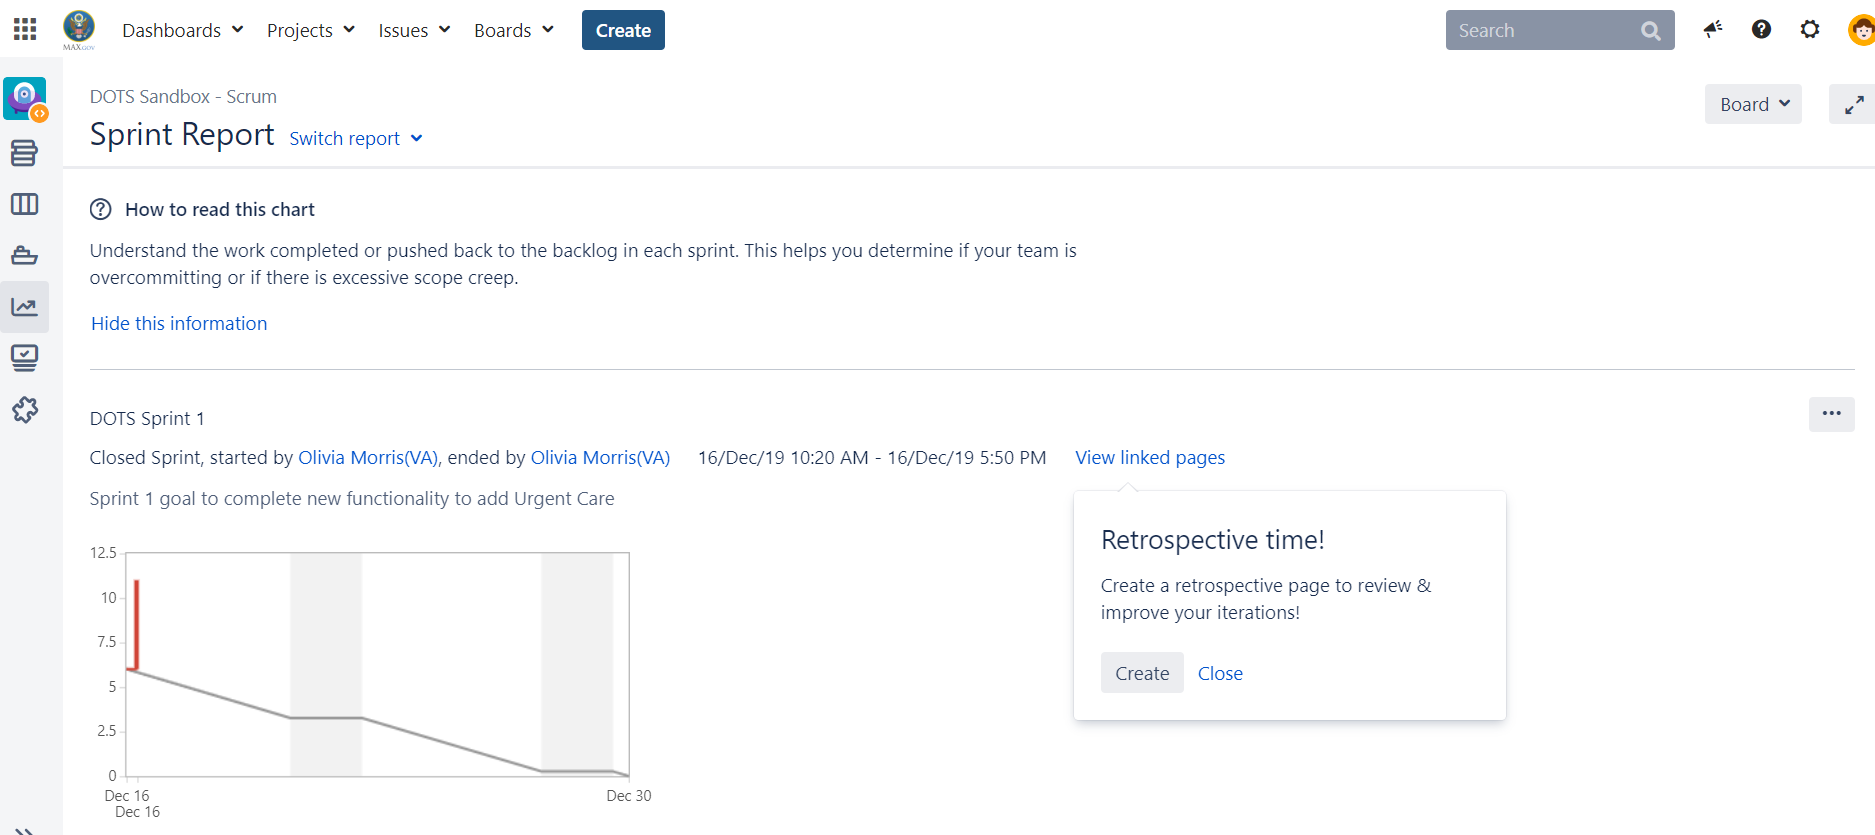 MAX.GOV
Dashboards Projects Issues Boards Create Search
DOTS Sandbox - Scrum
Sprint Report Switch report
Board
How to read this chart
Understand the work completed or pushed back to the backlog in each sprint. This helps you determine if your team is
overcommitting or if there is excessive scope creep.
Hide this information
DOTS Sprint 1
Closed Sprint, started by Olivia Morris(VA), ended by Olivia Morris(VA) 16/Dec/19 10:20 AM - 16/Dec/19 5:50 PM View linked pages
Sprint 1 goal to complete new functionality to add Urgent Care
Retrospective time!
Create a retrospective page to review &
improve your iterations!
Create Close
12.5
10
7.5
5
2.5
0
Dec 16 Dec 30
Dec 16